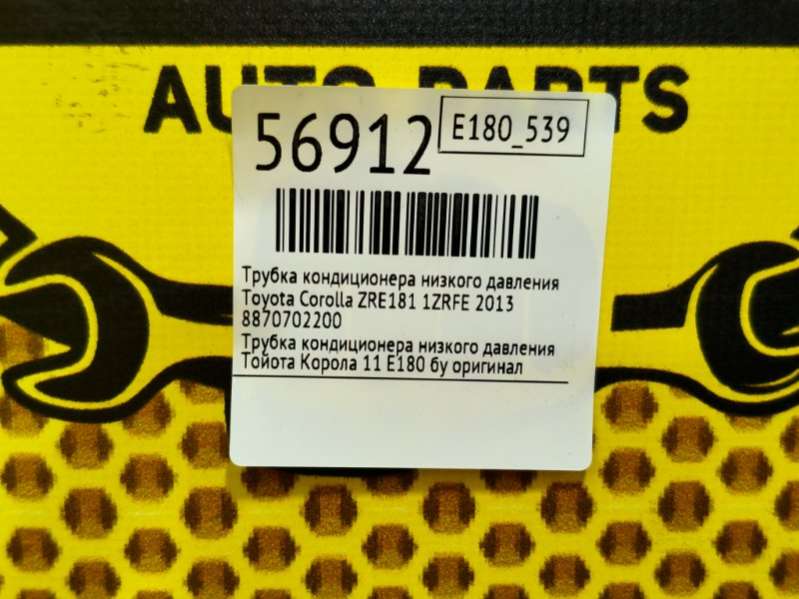 AUTO PARTS
56912
E180_539
Трубка кондиционера низкого давления
Toyota Corolla ZRE181 1ZRFE 2013
8870702200
Трубка кондиционера низкого давления
Тойота Корола 11 Е180 бу оригинал